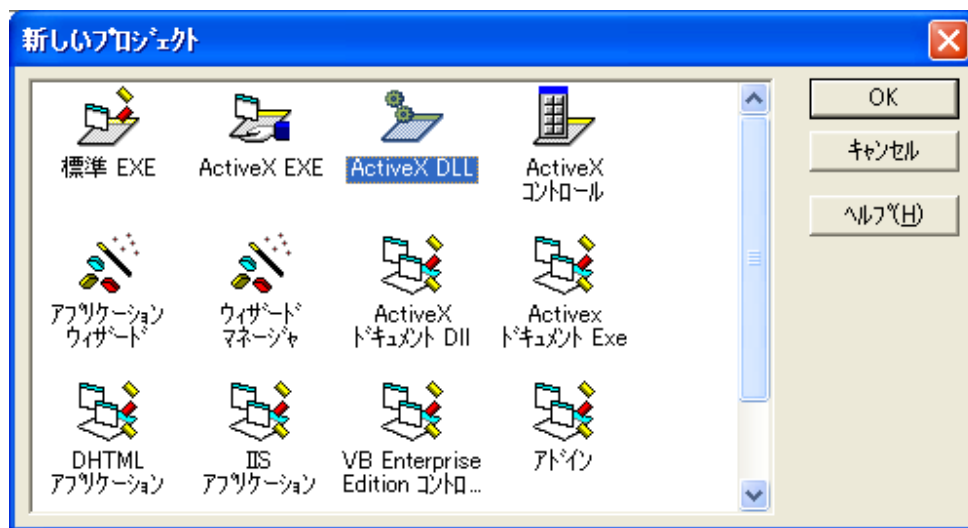 新しいプロジェクト
OK
キャンセル
ヘルプ(H)
標準 EXE
ActiveX EXE
ActiveX DLL
ActiveX
コントロール
アプリケーション
ウィザード
ウィザード
マネージャ
ActiveX
ドキュメント Dll
Activex
ドキュメント Exe
DHTML
アプリケーション
IIS
アプリケーション
VB Enterprise
Edition コントロ...
アドイン